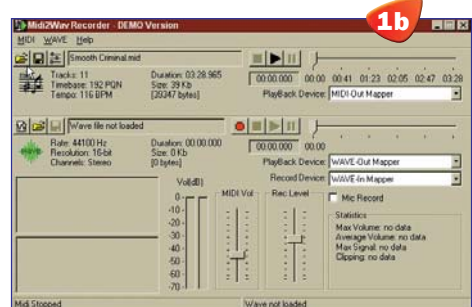 1b
Midi2Wav Recorder - DEMO Version
MIDI WAVE Help
Smooth Criminal.mid
Tracks: 11 Duration: 03:28.965
Timebase: 192 PQN Size: 39 Kb
Tempo: 116 BPM (39347 bytes)
00:00.000 00:00 00:41 01:23 02:05 02:47 03:28
PlayBack Device: MIDI-Out Mapper
Wave file not loaded
Rate: 44100 Hz Duration: 00:00.000
Resolution: 16-bit Size: 0 Kb
Channels: Stereo (0 bytes)
00:00.000 00:00
PlayBack Device: WAVE-Out Mapper
Record Device: WAVE-In Mapper
WAVE
Vol(dB) MIDI Vol Rec Level Mic Record
0
-10
-20
-30
-40
-50
-60
-70
Statistics
Max Volume: no data
Average Volume: no data
Max Signal: no data
Clipping: no data
Midi Stopped Wave not loaded